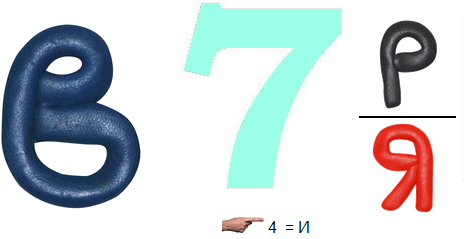 В 7 Р
Я
4 = И